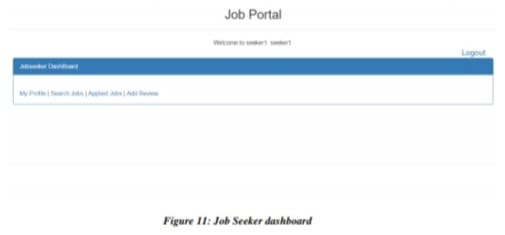 Job Portal
Welcome to seeker1 seeker1
Logout
Jobseeker Dashboard
My Profile | Search Jobs | Applied Jobs | Add Review
Figure 11: Job Seeker dashboard